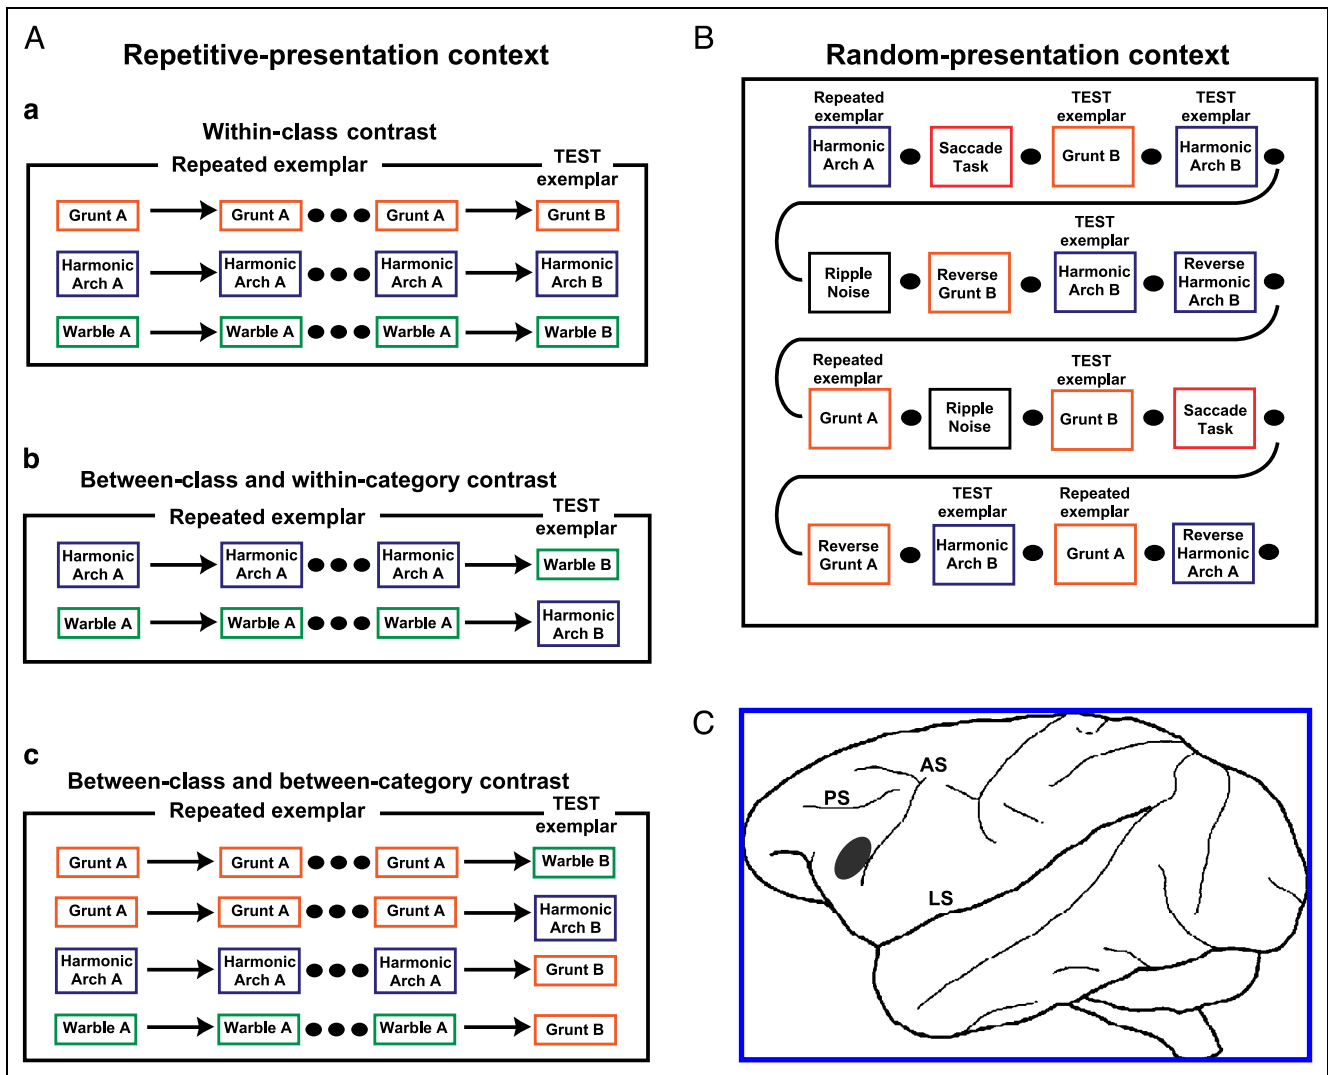 A
Repetitive-presentation context
a
Within-class contrast
Repeated exemplar
TEST
exemplar
Grunt A
Grunt A
Grunt A
Grunt B
Harmonic
Arch A
Harmonic
Arch A
Harmonic
Arch A
Harmonic
Arch B
Warble A
Warble A
Warble A
Warble B
b
Between-class and within-category contrast
Repeated exemplar
TEST
exemplar
Harmonic
Arch A
Harmonic
Arch A
Harmonic
Arch A
Warble B
Warble A
Warble A
Warble A
Harmonic
Arch B
c
Between-class and between-category contrast
Repeated exemplar
TEST
exemplar
Grunt A
Grunt A
Grunt A
Warble B
Grunt A
Grunt A
Grunt A
Harmonic
Arch B
Harmonic
Arch A
Harmonic
Arch A
Harmonic
Arch A
Grunt B
Warble A
Warble A
Warble A
Grunt B
B
Random-presentation context
Repeated
exemplar
Harmonic
Arch A
Saccade
Task
TEST
exemplar
Grunt B
TEST
exemplar
Harmonic
Arch B
Ripple
Noise
Reverse
Grunt B
TEST
exemplar
Harmonic
Arch B
Reverse
Harmonic
Arch B
Repeated
exemplar
Grunt A
Ripple
Noise
TEST
exemplar
Grunt B
Saccade
Task
Reverse
Grunt A
TEST
exemplar
Harmonic
Arch B
Repeated
exemplar
Grunt A
Reverse
Harmonic
Arch A
C
AS
PS
LS